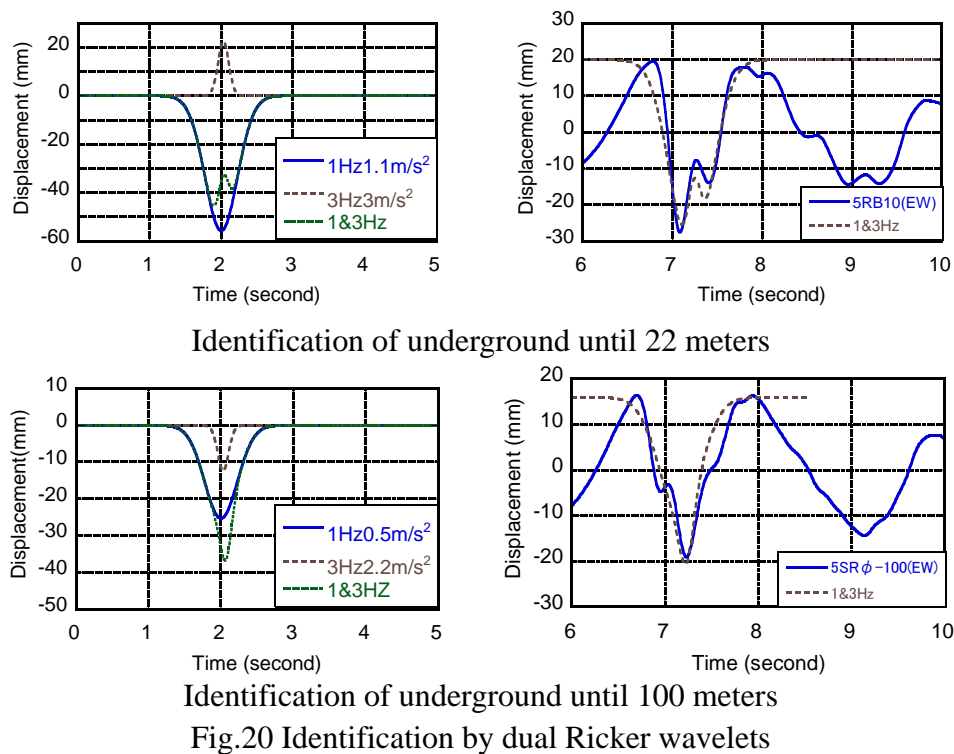 Displacement (mm)
20
0
-20
-40
-60
0 1 2 3 4 5
Time (second)
1Hz1.1m/s²
3Hz3m/s²
1&3Hz
Displacement (mm)
30
20
10
0
-10
-20
-30
6 7 8 9 10
Time (second)
5RB10(EW)
1&3Hz
Identification of underground until 22 meters
Displacement(mm)
10
0
-10
-20
-30
-40
-50
0 1 2 3 4 5
Time (second)
1Hz0.5m/s²
3Hz2.2m/s²
1&3HZ
Displacement (mm)
20
10
0
-10
-20
-30
6 7 8 9 10
Time (second)
5SRφ-100(EW)
1&3Hz
Identification of underground until 100 meters
Fig.20 Identification by dual Ricker wavelets